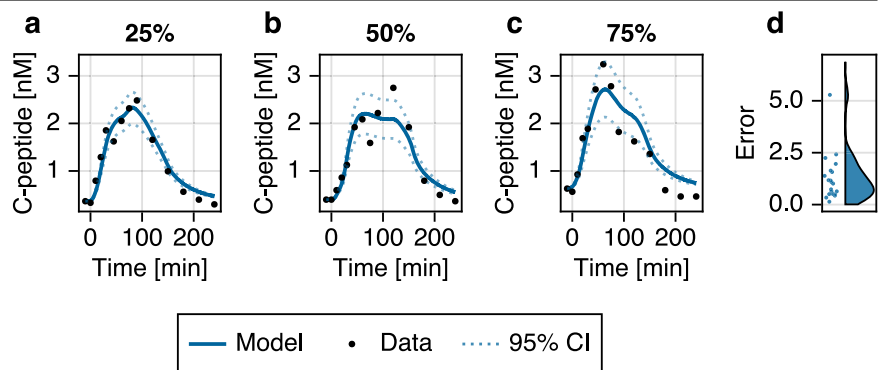 a 25% b 50% c 75% d
C-peptide [nM] 3 2 1 C-peptide [nM] 3 2 1 C-peptide [nM] 3 2 1 Error 5.0 2.5 0.0
0 100 200 0 100 200 0 100 200
Time [min] Time [min] Time [min]
Model Data 95% CI